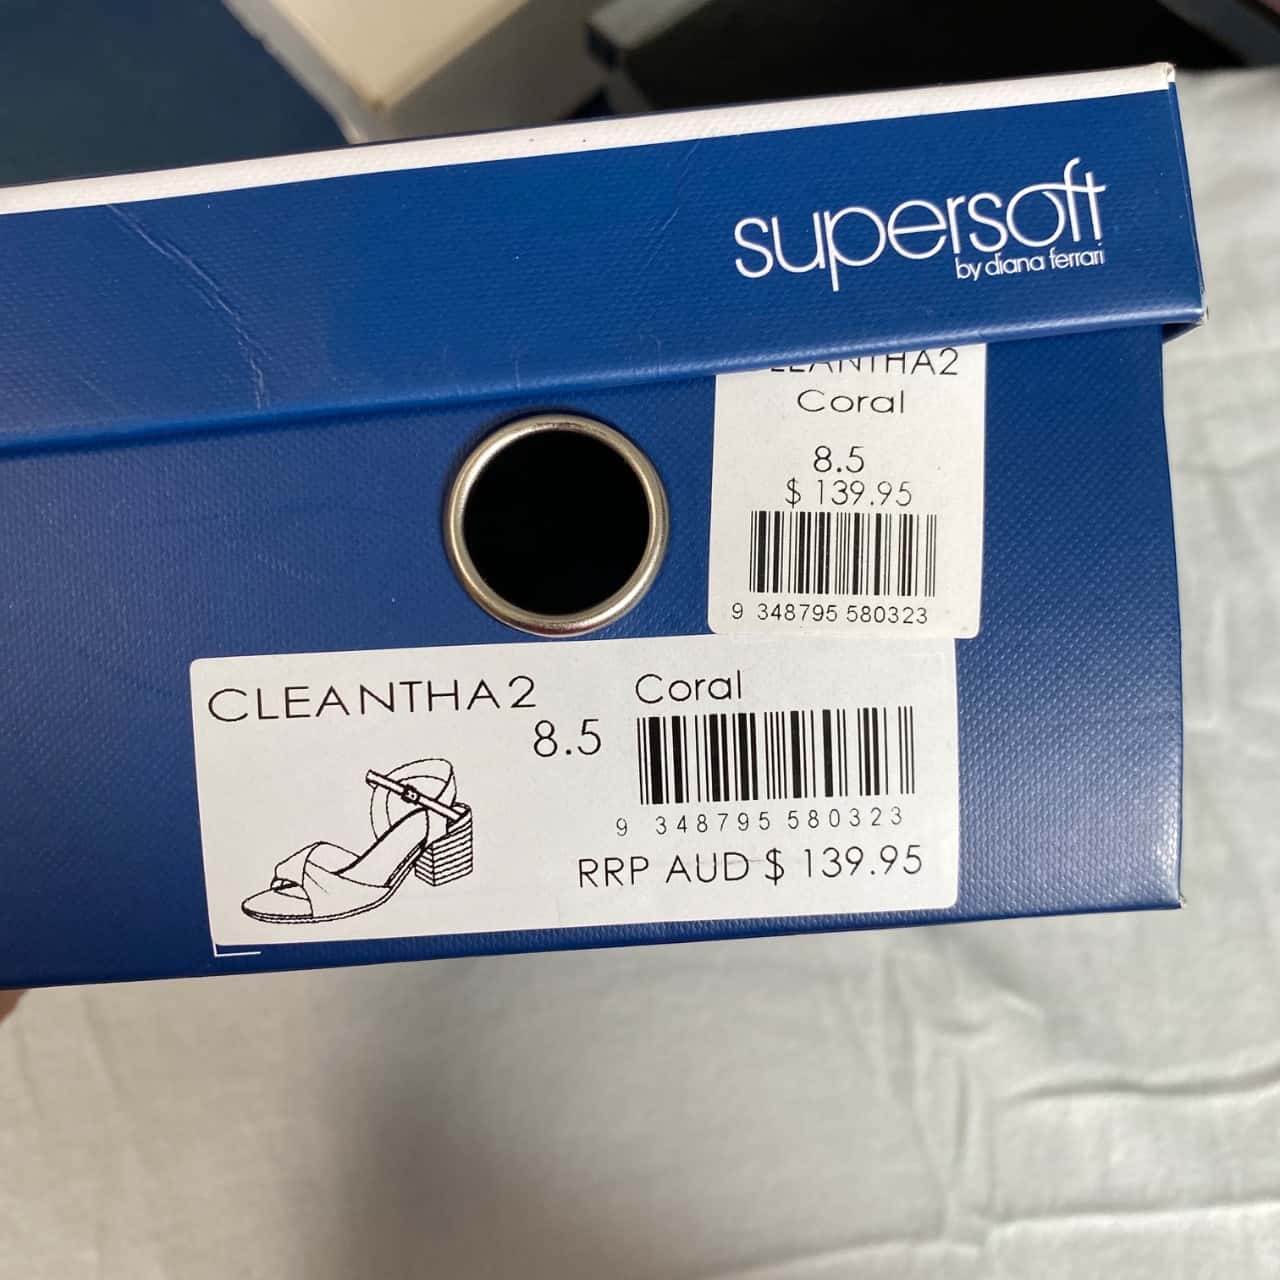 supersoft
by diana ferrari
Coral
8.5
$ 139.95
9 348795 580323
CLEANTHA2
8.5
Coral
9 348795 580323
RRP AUD $ 139.95